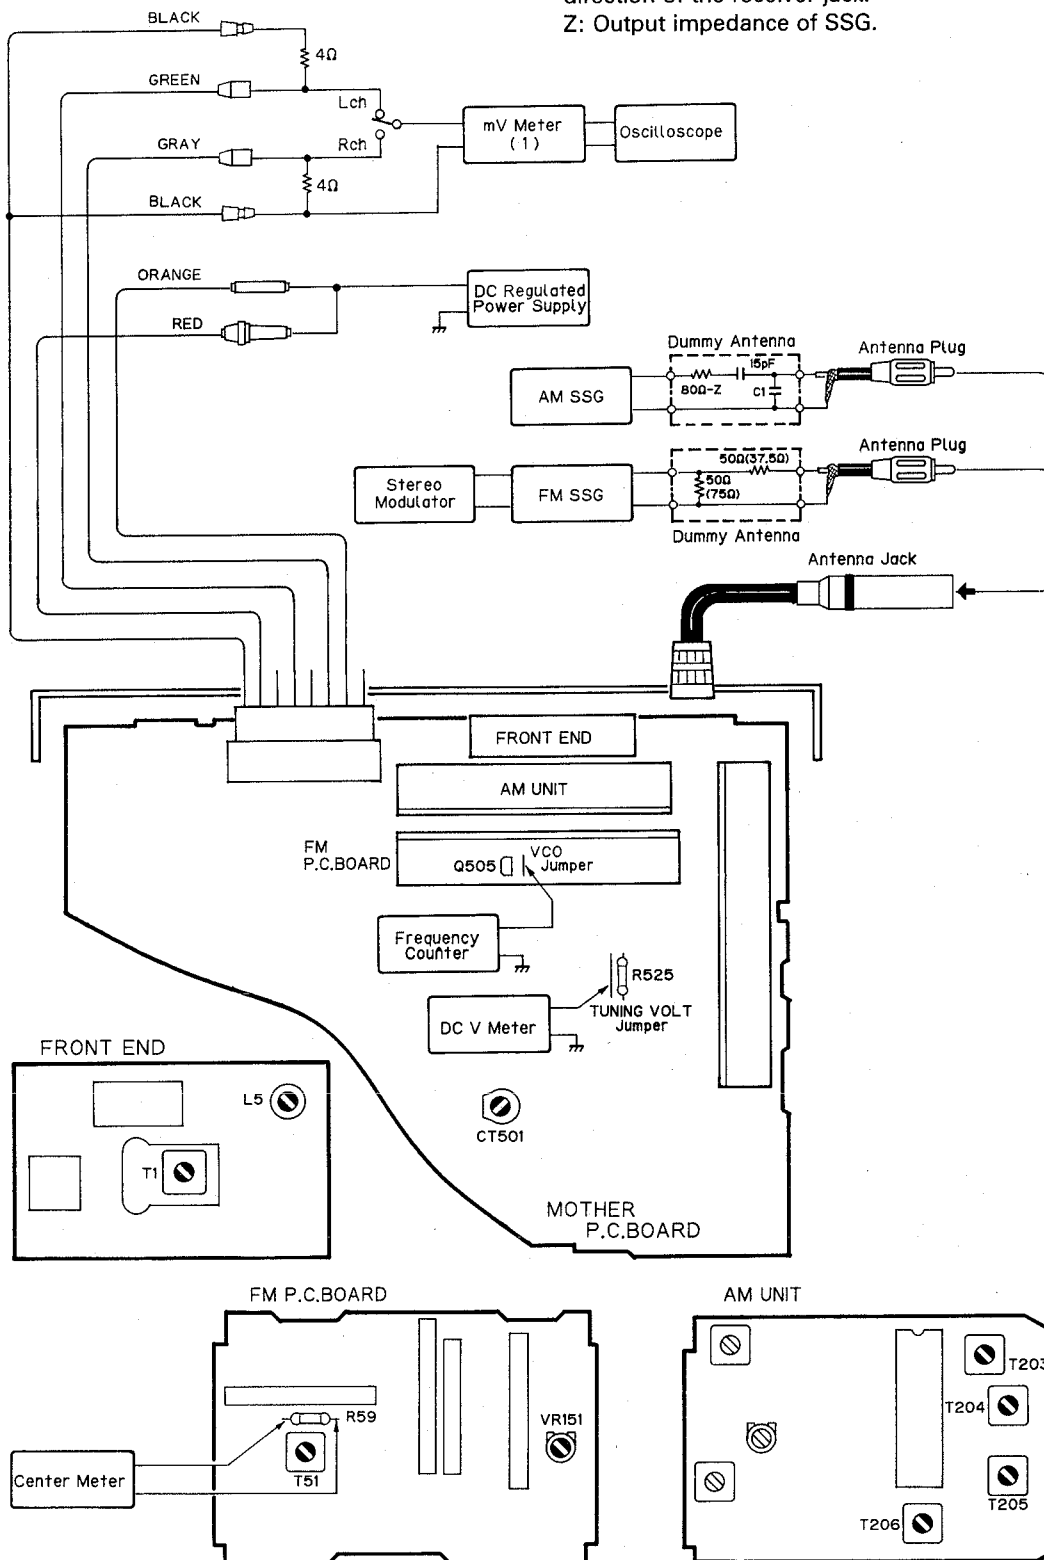 direction of the receiver jack.
Z: Output impedance of SSG.
BLACK
4Ω
GREEN
Lch
mV Meter
(1)
Oscilloscope
GRAY
Rch
4Ω
BLACK
ORANGE
DC Regulated
Power Supply
RED
Dummy Antenna
Antenna Plug
15pF
80Ω-Z
C1
AM SSG
Antenna Plug
50Ω(37.5Ω)
50Ω
(75Ω)
Stereo
Modulator
FM SSG
Dummy Antenna
Antenna Jack
FRONT END
AM UNIT
FM
P.C.BOARD
Q505
VCO
Jumper
Frequency
Counter
R525
TUNING VOLT
Jumper
DC V Meter
CT501
FRONT END
L5
T1
MOTHER
P.C.BOARD
FM P.C.BOARD
R59
T51
VR151
Center Meter
AM UNIT
T203
T204
T205
T206